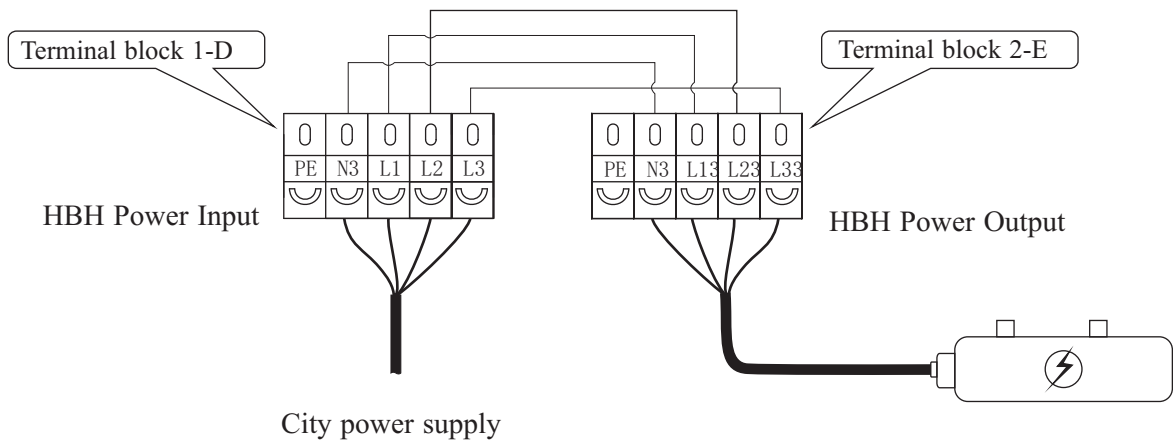 Terminal block 1-D
Terminal block 2-E
PE N3 L1 L2 L3
PE N3 L13 L23 L33
HBH Power Input
HBH Power Output
City power supply